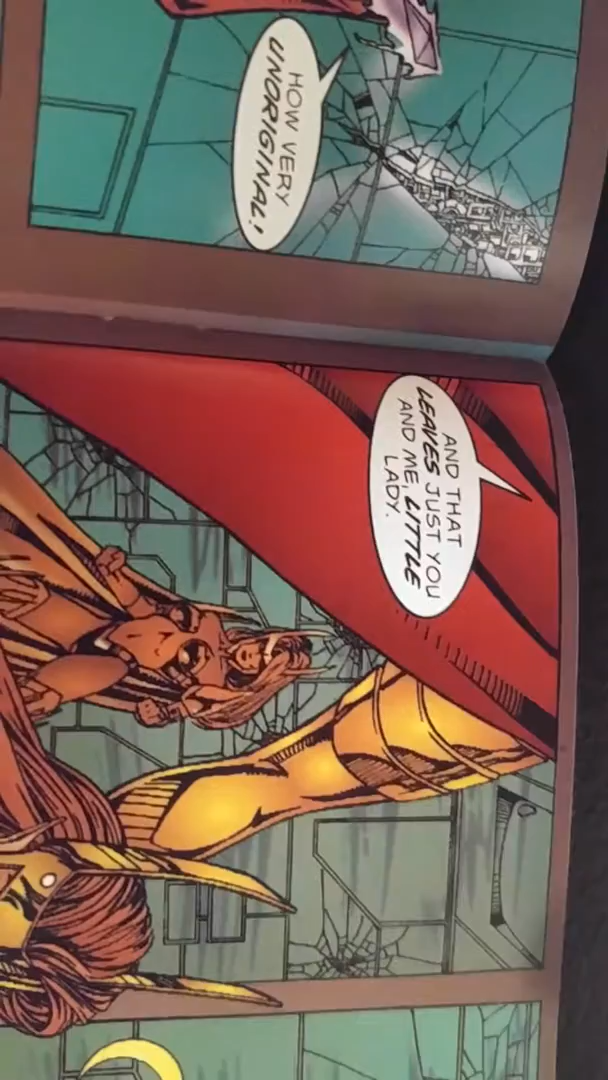 HOW VERY
UNORIGINAL!
AND THAT
LEAVES JUST YOU
AND ME, LITTLE
LADY.